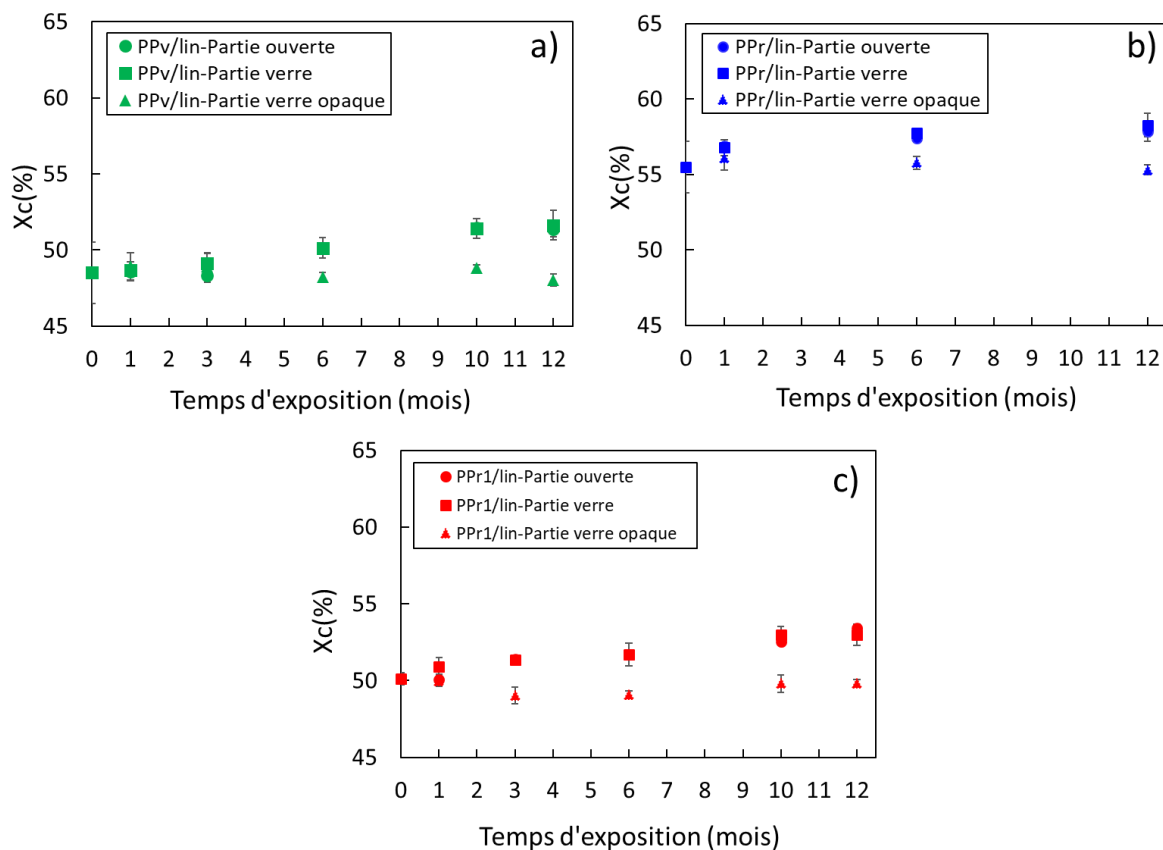 65
60
55
50
45
Xc(%)
PPv/lin-Partie ouverte
PPv/lin-Partie verre
PPv/lin-Partie verre opaque
a)
0 1 2 3 4 5 6 7 8 9 10 11 12
Temps d'exposition (mois)
65
60
55
50
45
Xc(%)
PPr/lin-Partie ouverte
PPr/lin-Partie verre
PPr/lin-Partie verre opaque
b)
0 1 2 3 4 5 6 7 8 9 10 11 12
Temps d'exposition (mois)
65
60
55
50
45
Xc(%)
PPr1/lin-Partie ouverte
PPr1/lin-Partie verre
PPr1/lin-Partie verre opaque
c)
0 1 2 3 4 5 6 7 8 9 10 11 12
Temps d'exposition (mois)